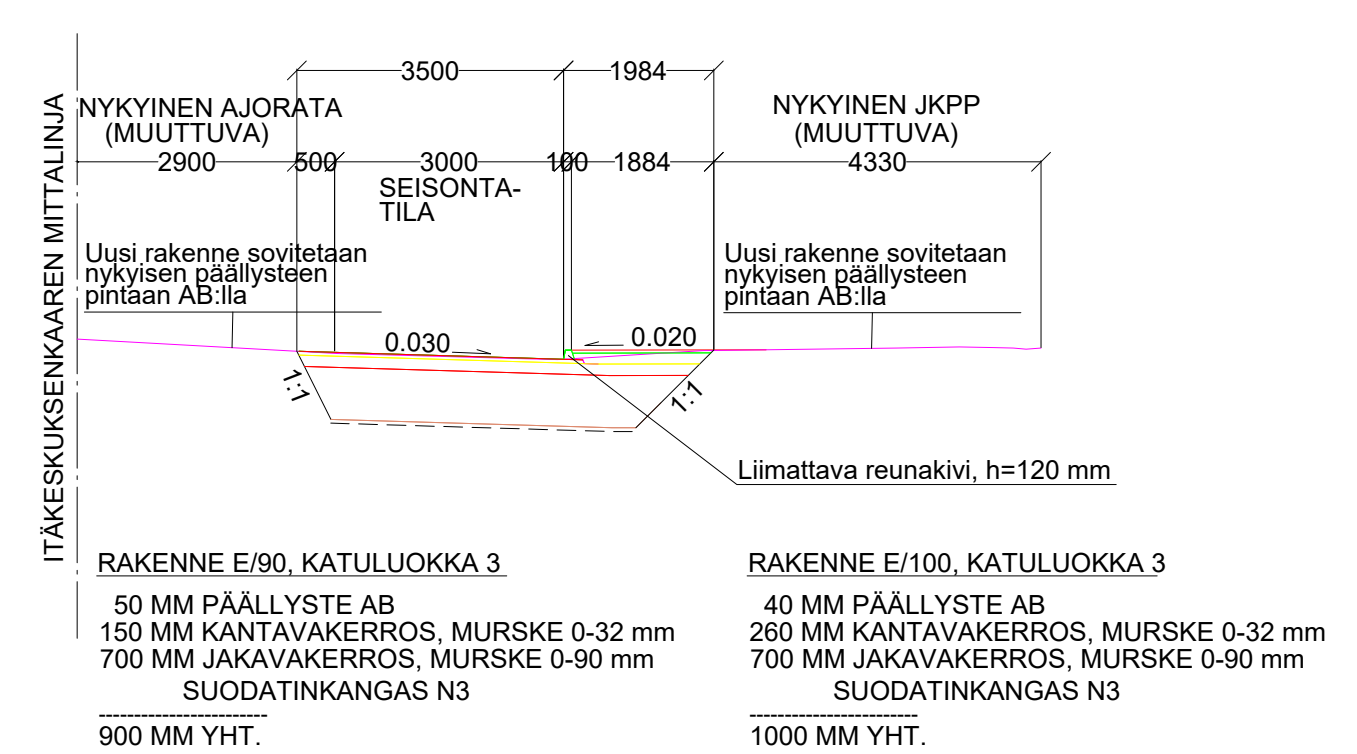 3500
1984
NYKYINEN AJORATA
(MUUTTUVA)
NYKYINEN JKPP
(MUUTTUVA)
2900
500
3000
100
1884
4330
SEISONTA-
TILA
ITÄKESKUKSENKAAREN MITTALINJA
Uusi rakenne sovitetaan
nykyisen päällysteen
pintaan AB:lla
Uusi rakenne sovitetaan
nykyisen päällysteen
pintaan AB:lla
0.030
0.020
1:1
1:1
Liimattava reunakivi, h=120 mm
RAKENNE E/90, KATULUOKKA 3
50 MM PÄÄLLYSTE AB
150 MM KANTAVAKERROS, MURSKE 0-32 mm
700 MM JAKAVAKERROS, MURSKE 0-90 mm
SUODATINKANGAS N3
------------------------
900 MM YHT.
RAKENNE E/100, KATULUOKKA 3
40 MM PÄÄLLYSTE AB
260 MM KANTAVAKERROS, MURSKE 0-32 mm
700 MM JAKAVAKERROS, MURSKE 0-90 mm
SUODATINKANGAS N3
------------------------
1000 MM YHT.